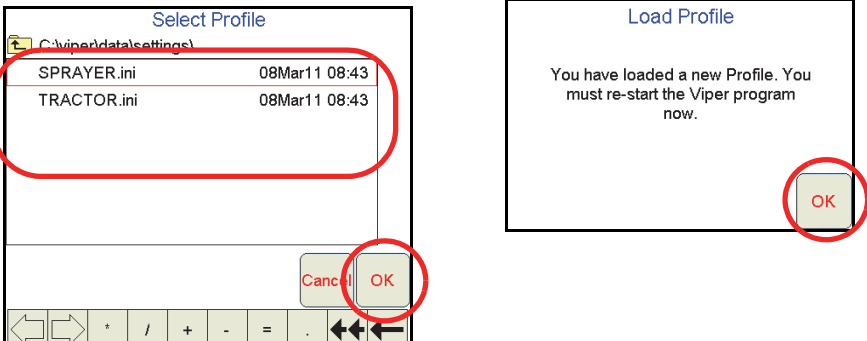 Select Profile
C:\viper\data\settings\
SPRAYER.ini 08Mar11 08:43
TRACTOR.ini 08Mar11 08:43
Cancel OK
* / + - = .
Load Profile
You have loaded a new Profile. You
must re-start the Viper program
now.
OK